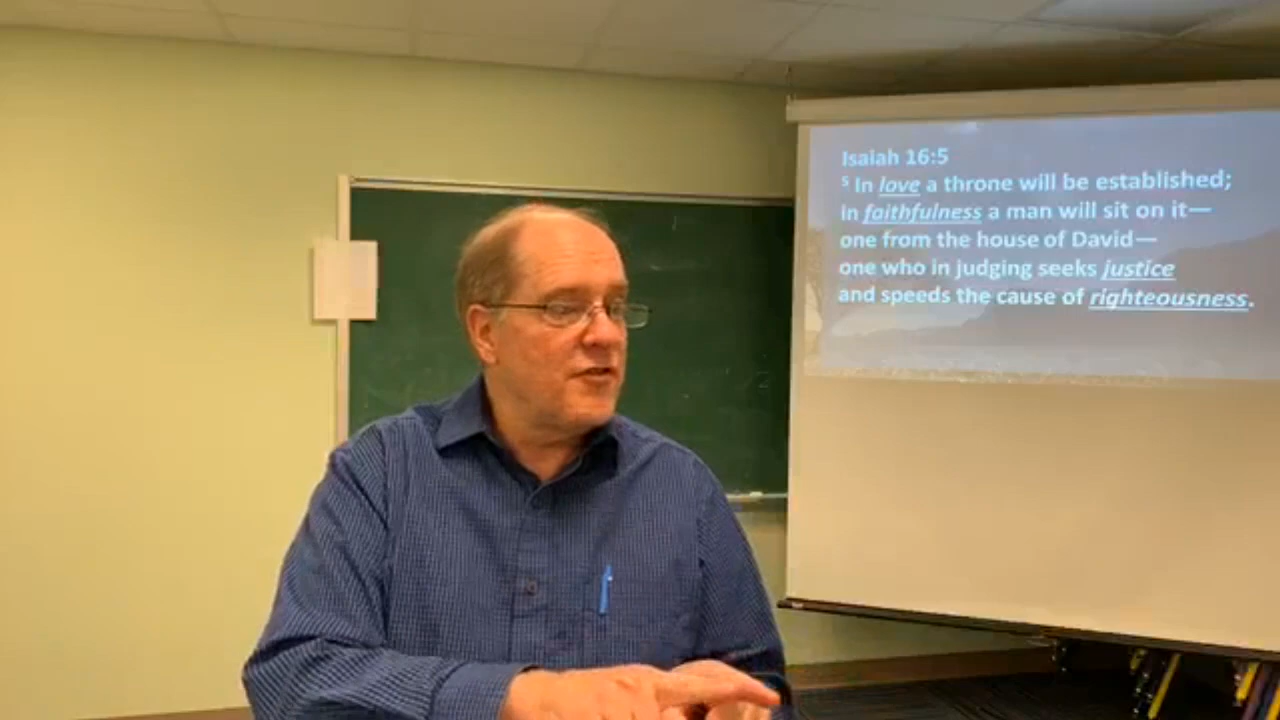 Isaiah 16:5
5 In love a throne will be established;
in faithfulness a man will sit on it—
one from the house of David—
one who in judging seeks justice
and speeds the cause of righteousness.